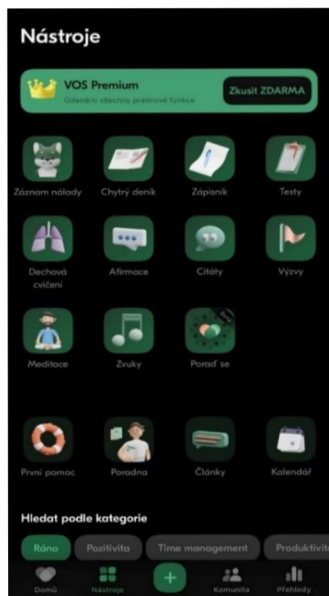 Nástroje
VOS Premium
Odemkni všechny prémiové funkce
Zkusit ZDARMA
Záznam nálady
Chytrý deník
Zápisník
Testy
Dechová
cvičení
Afirmace
Citáty
Výzvy
Meditace
Zvuky
Poraď se
První pomoc
Poradna
Články
Kalendář
Hledat podle kategorie
Ráno
Pozitivita
Time management
Produktivit
Domů
Nástroje
Komunita
Přehledy